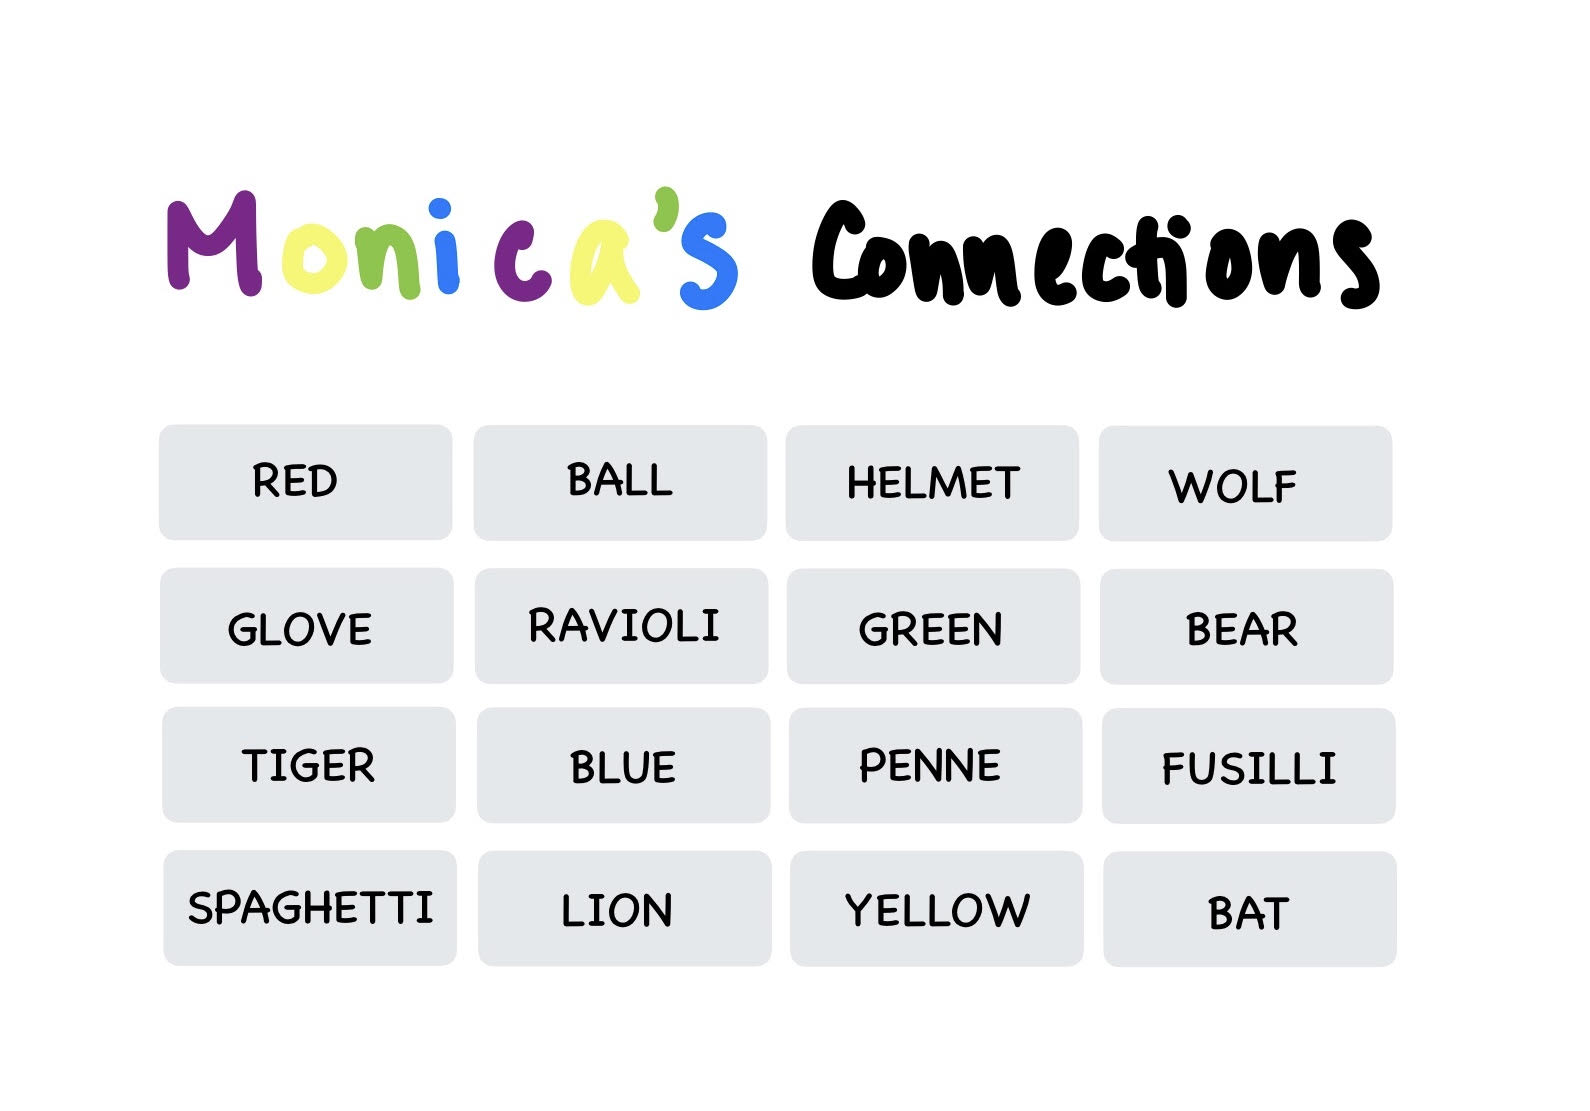 Monica's Connections
RED BALL HELMET WOLF
GLOVE RAVIOLI GREEN BEAR
TIGER BLUE PENNE FUSILLI
SPAGHETTI LION YELLOW BAT